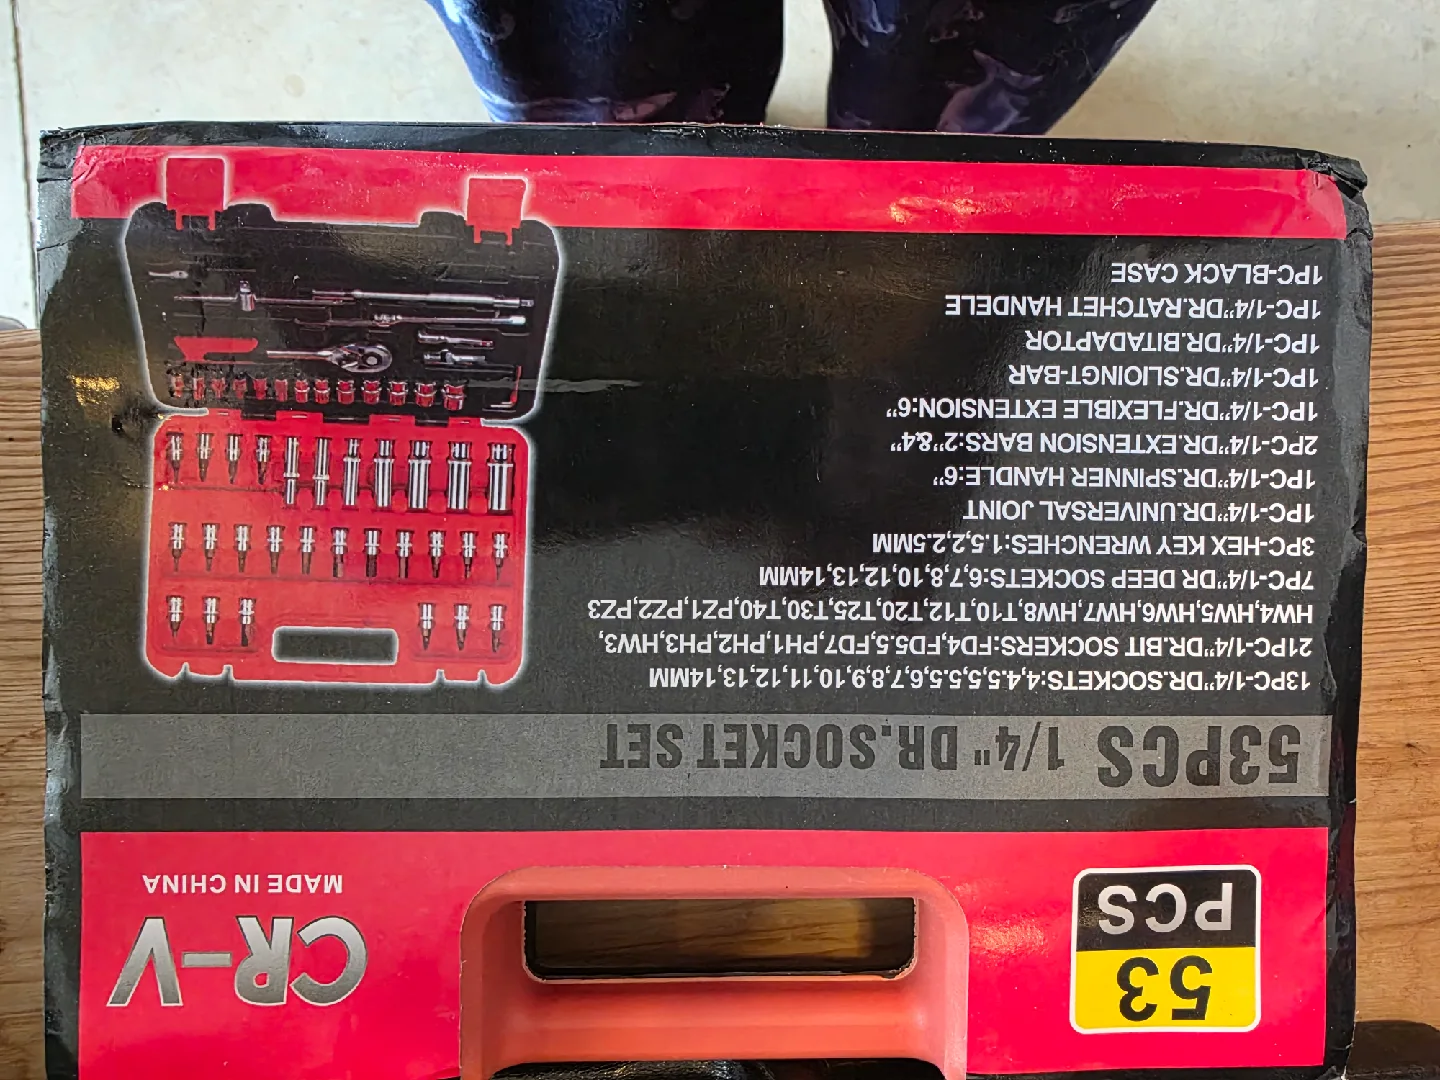 53
PCS
CR-V
MADE IN CHINA
53PCS 1/4" DR.SOCKET SET
13PC-1/4"DR.SOCKETS:4,4.5,5,5.5,6,7,8,9,10,11,12,13,14MM
21PC-1/4"DR.BIT SOCKERS:FD4,FD5.5,FD7,PH1,PH2,PH3,HW3,
HW4,HW5,HW6,HW7,HW8,T10,T12,T20,T25,T30,T40,PZ1,PZ2,PZ3
7PC-1/4"DR DEEP SOCKETS:6,7,8,10,12,13,14MM
3PC-HEX KEY WRENCHES:1.5,2,2.5MM
1PC-1/4"DR.UNIVERSAL JOINT
1PC-1/4"DR.SPINNER HANDLE:6"
2PC-1/4"DR.EXTENSION BARS:2"&4"
1PC-1/4"DR.FLEXIBLE EXTENSION:6"
1PC-1/4"DR.SLIOINGT-BAR
1PC-1/4"DR.BITADAPTOR
1PC-1/4"DR.RATCHET HANDELE
1PC-BLACK CASE